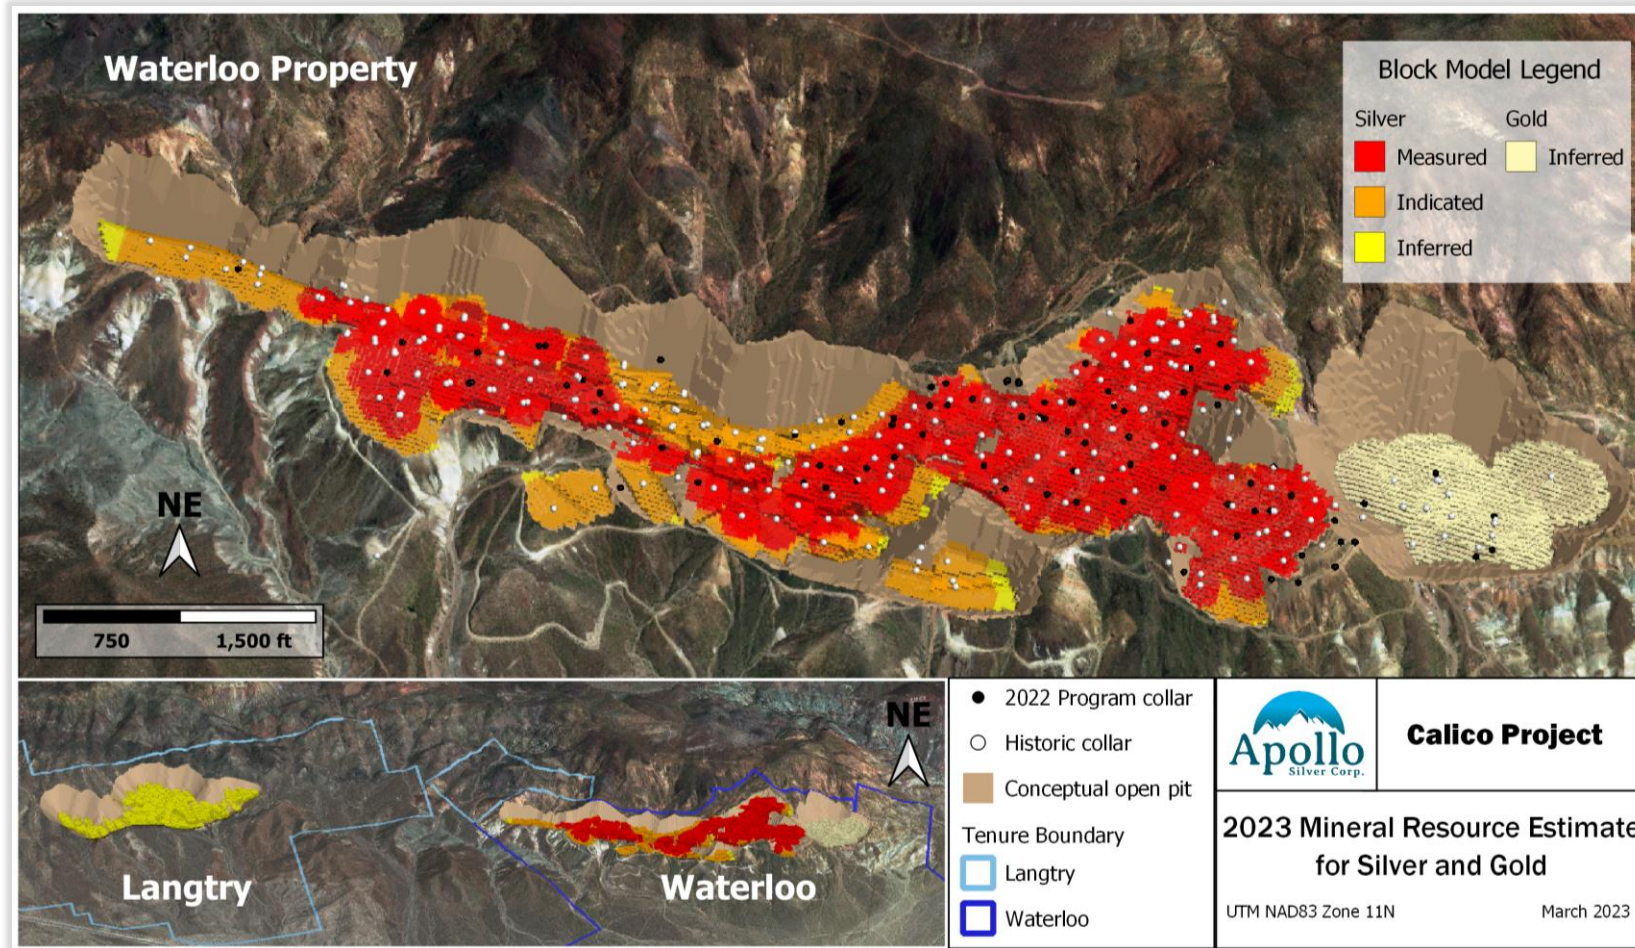 Waterloo Property
Block Model Legend
Silver
Gold
Measured
Inferred
Indicated
Inferred
NE
750
1,500 ft
NE
Langtry
Waterloo
2022 Program collar
Historic collar
Conceptual open pit
Tenure Boundary
Langtry
Waterloo
Apollo
Silver Corp.
Calico Project
2023 Mineral Resource Estimate
for Silver and Gold
UTM NAD83 Zone 11N
March 2023